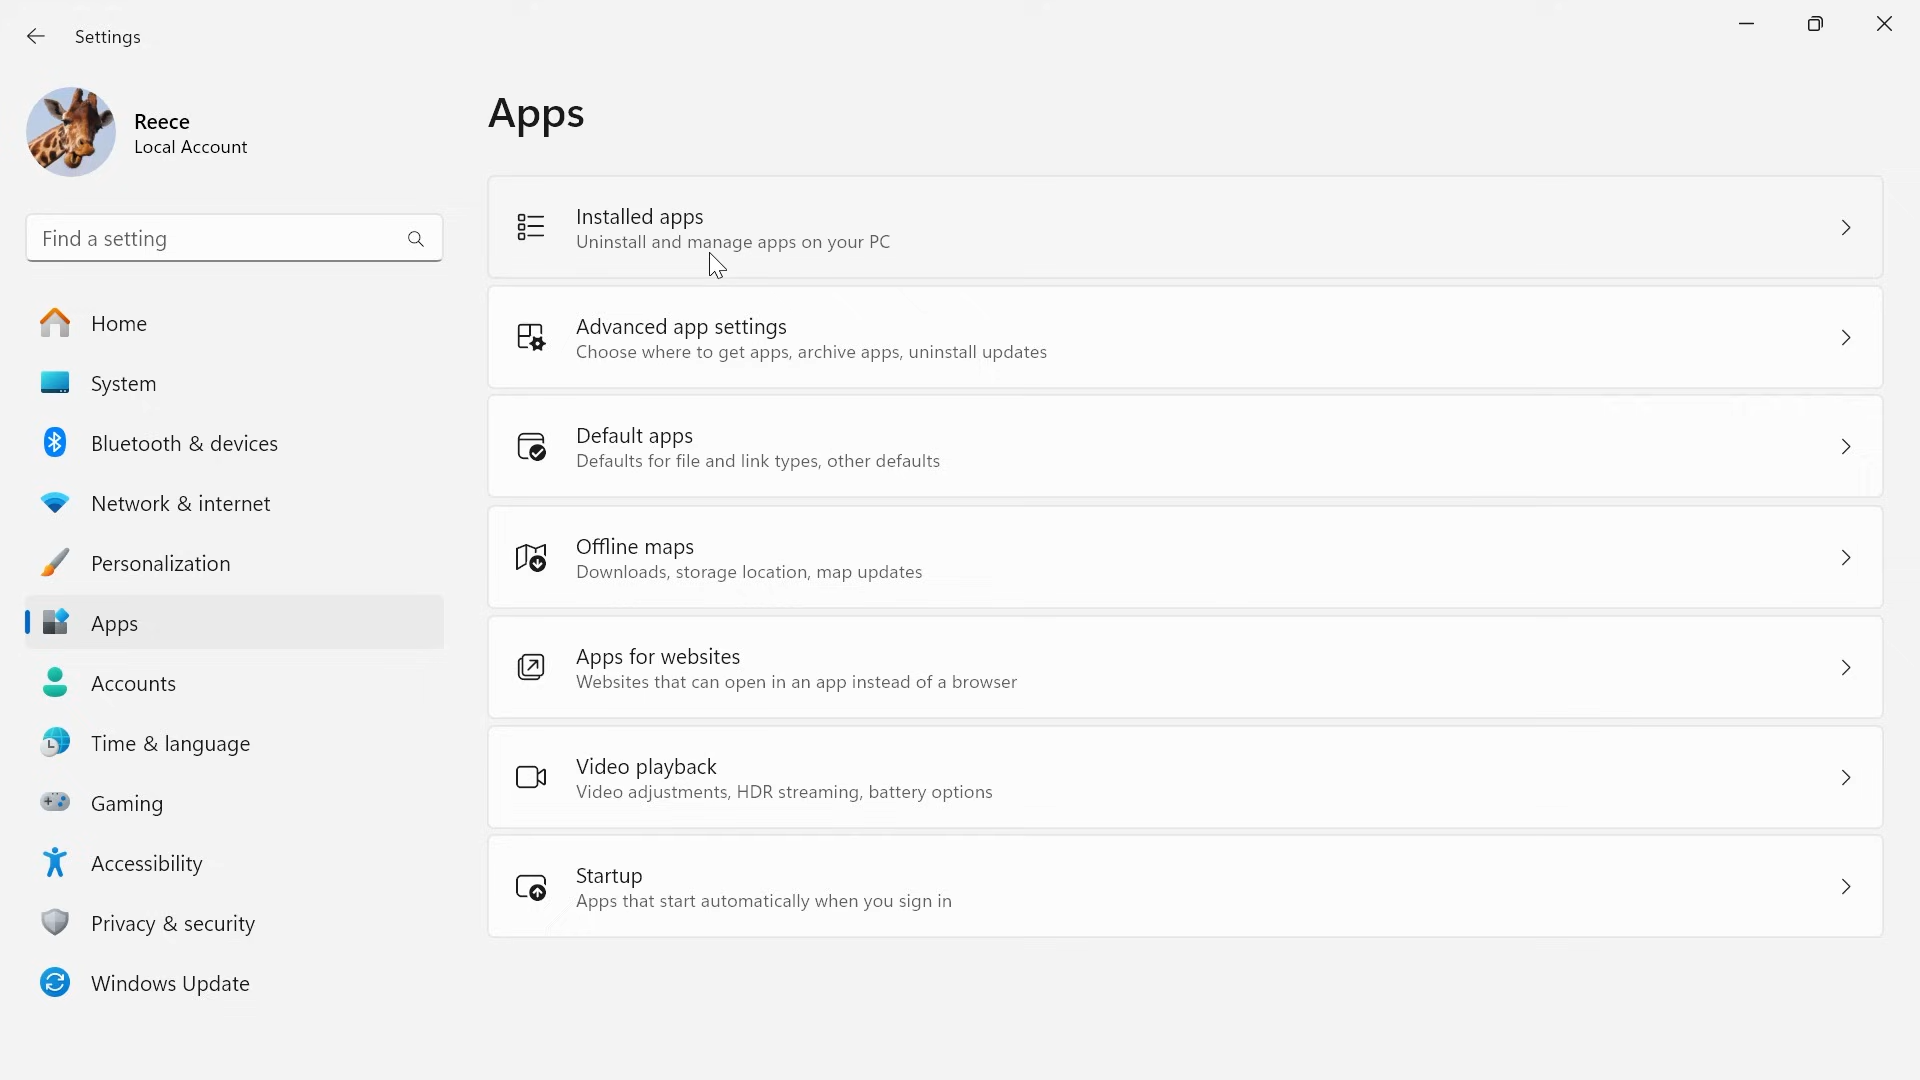 Settings
Reece
Local Account
Find a setting
Home
System
Bluetooth & devices
Network & internet
Personalization
Apps
Accounts
Time & language
Gaming
Accessibility
Privacy & security
Windows Update
Apps
Installed apps
Uninstall and manage apps on your PC
Advanced app settings
Choose where to get apps, archive apps, uninstall updates
Default apps
Defaults for file and link types, other defaults
Offline maps
Downloads, storage location, map updates
Apps for websites
Websites that can open in an app instead of a browser
Video playback
Video adjustments, HDR streaming, battery options
Startup
Apps that start automatically when you sign in